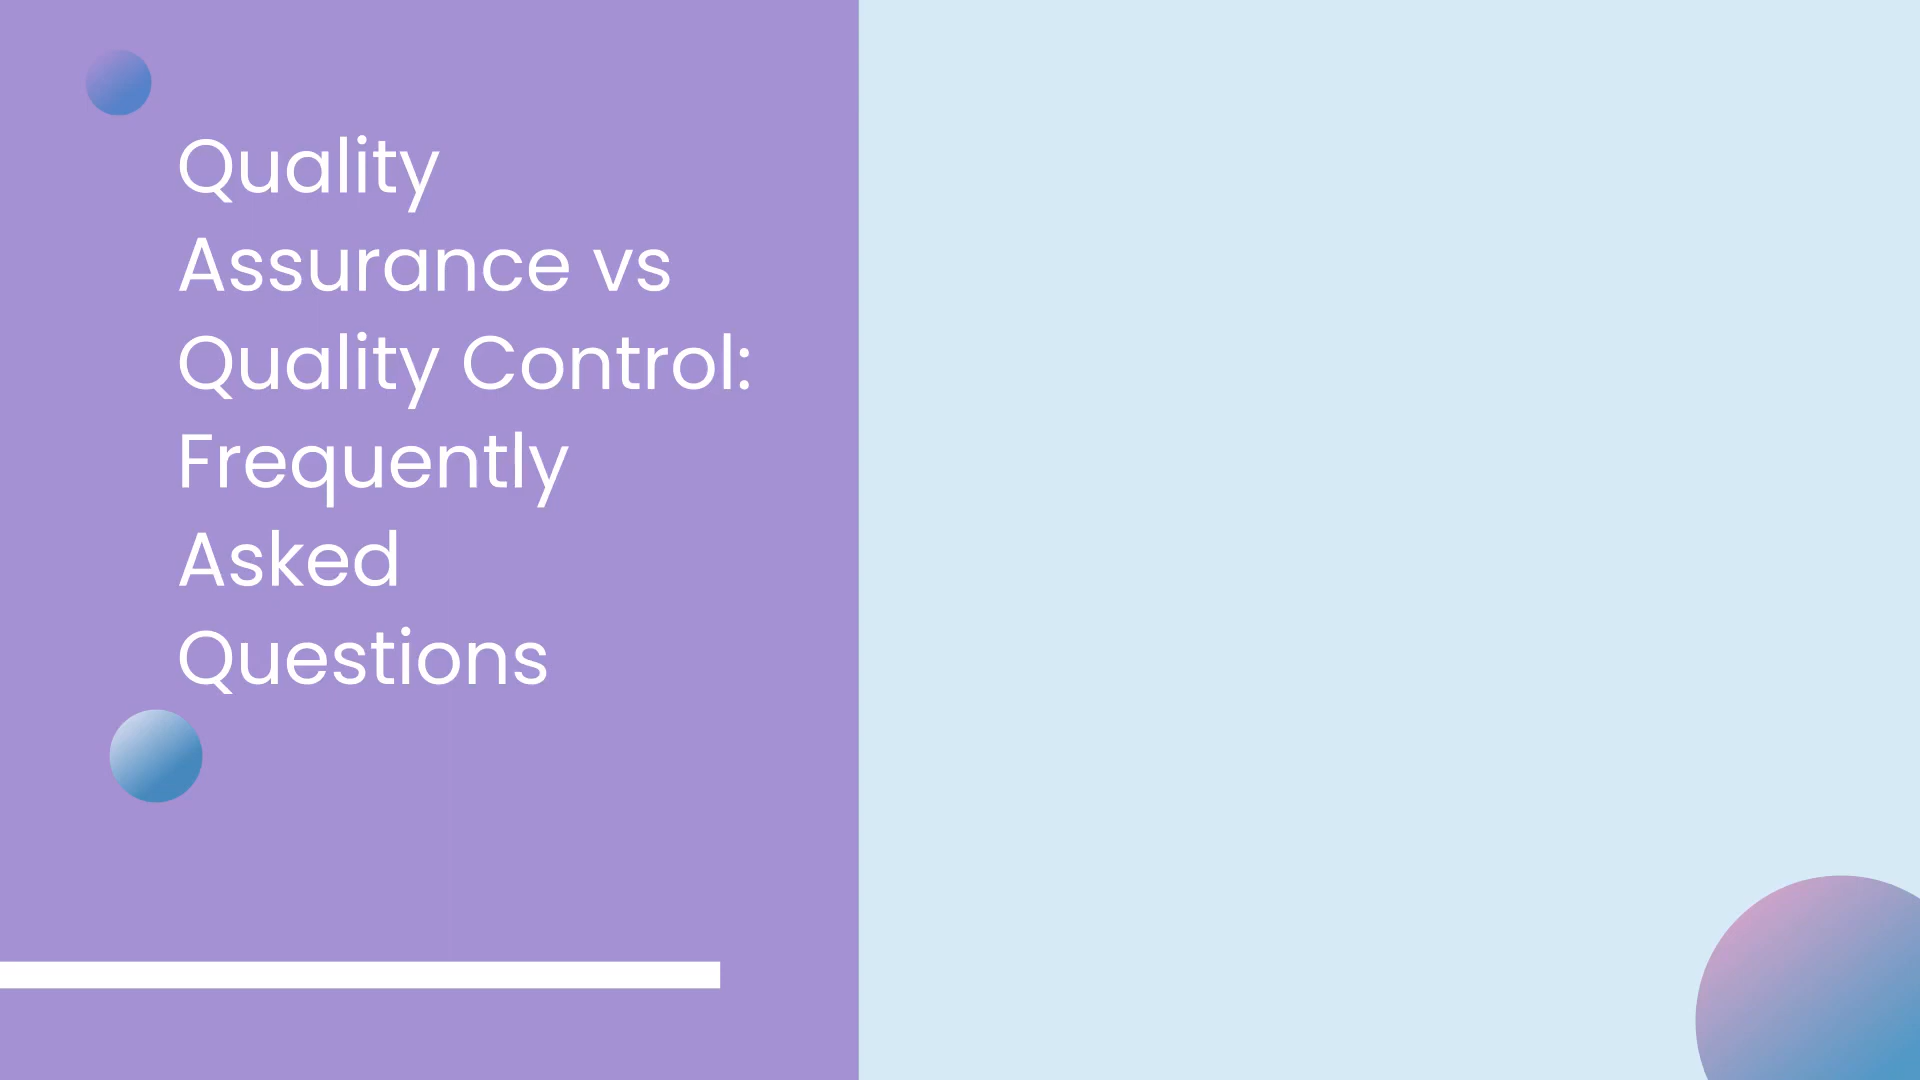 Quality
Assurance vs
Quality Control:
Frequently
Asked
Questions